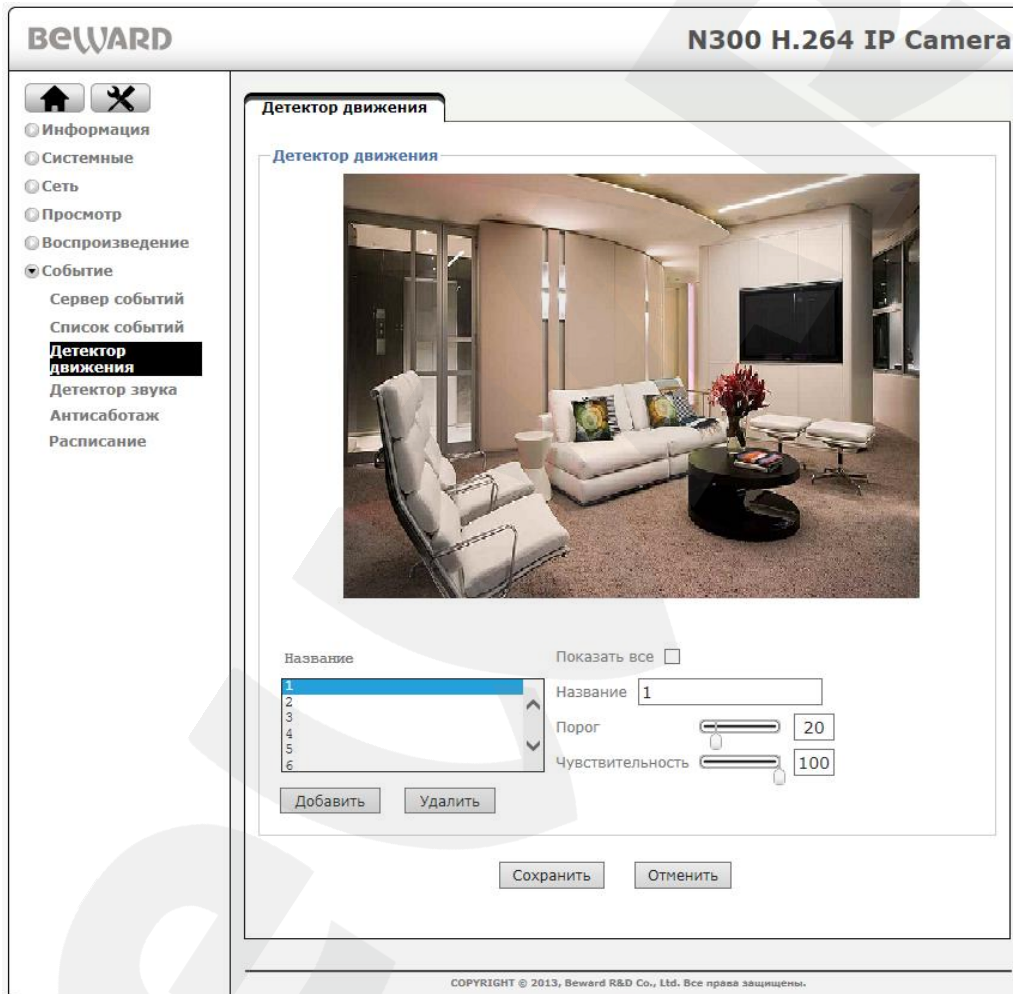 BEWARD
N300 H.264 IP Camera
Информация
Системные
Сеть
Просмотр
Воспроизведение
Событие
Сервер событий
Список событий
Детектор
движения
Детектор звука
Антисаботаж
Расписание
Детектор движения
Детектор движения
Название
1
2
3
4
5
6
Добавить Удалить
Показать все
Название 1
Порог 20
Чувствительность 100
Сохранить Отменить
COPYRIGHT © 2013, Beward R&D Co., Ltd. Все права защищены.